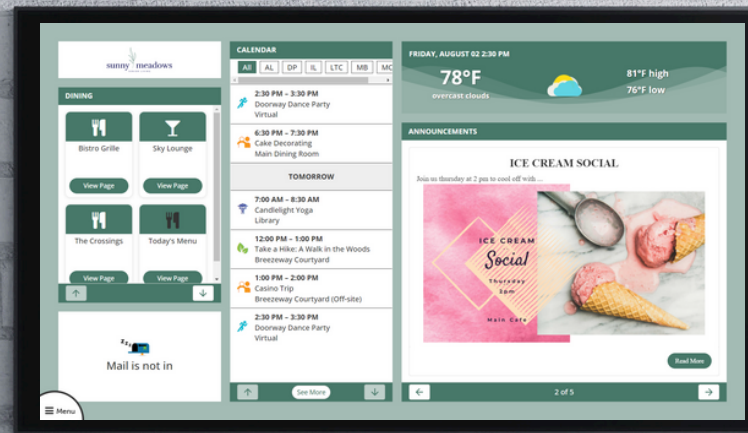 sunny meadows
DINING
Bistro Grille
View Page
Sky Lounge
View Page
The Crossings
View Page
Today's Menu
View Page
Mail is not in
Menu
CALENDAR
All AL DP IL LTC MB MC
2:30 PM – 3:30 PM
Doorway Dance Party
Virtual
6:30 PM – 7:30 PM
Cake Decorating
Main Dining Room
TOMORROW
7:00 AM – 8:30 AM
Candlelight Yoga
Library
12:00 PM – 1:00 PM
Take a Hike: A Walk in the Woods
Breezeway Courtyard
1:00 PM – 2:00 PM
Casino Trip
Breezeway Courtyard (Off-site)
2:30 PM – 3:30 PM
Doorway Dance Party
Virtual
See More
FRIDAY, AUGUST 02 2:30 PM
78°F
overcast clouds
81°F high
76°F low
ANNOUNCEMENTS
ICE CREAM SOCIAL
Join us thursday at 2 pm to cool off with ...
ICE CREAM
Social
Thursday
Main Cafe
Read More
2 of 5